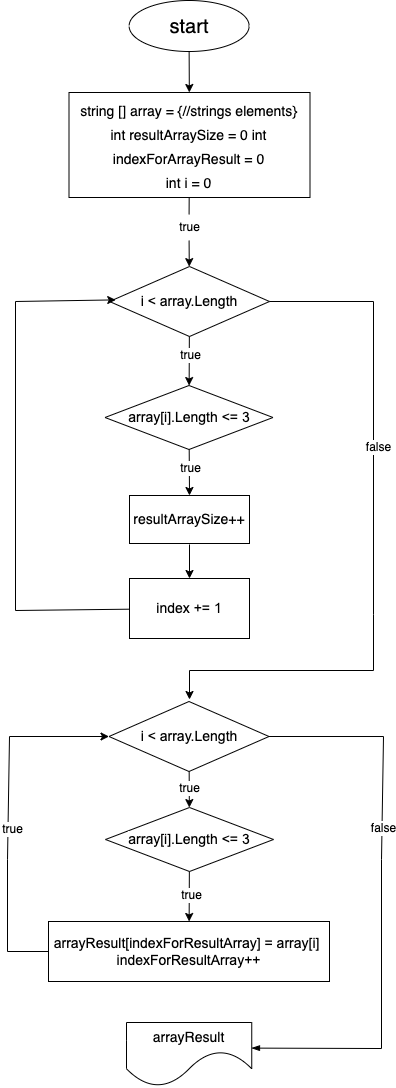 start
string [] array = {//strings elements}
int resultArraySize = 0 int
indexForArrayResult = 0
int i = 0
true
i < array.Length
true
array[i].Length <= 3
false
true
resultArraySize++
index += 1
i < array.Length
true
true
false
array[i].Length <= 3
true
arrayResult[indexForResultArray] = array[i]
indexForResultArray++
arrayResult